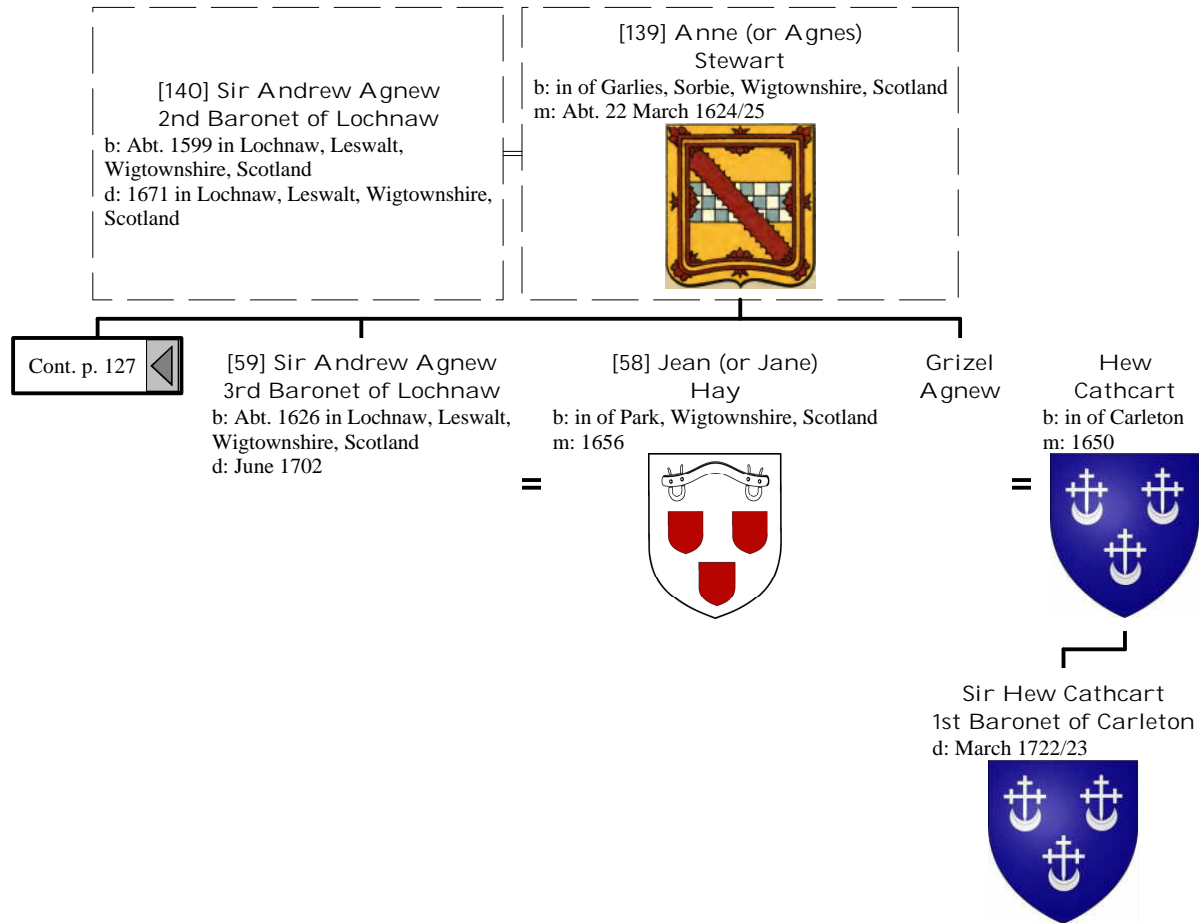 [140] Sir Andrew Agnew
2nd Baronet of Lochnaw
b: Abt. 1599 in Lochnaw, Leswalt,
Wigtownshire, Scotland
d: 1671 in Lochnaw, Leswalt, Wigtownshire,
Scotland
=
[139] Anne (or Agnes)
Stewart
b: in of Garlies, Sorbie, Wigtownshire, Scotland
m: Abt. 22 March 1624/25
Cont. p. 127
[59] Sir Andrew Agnew
3rd Baronet of Lochnaw
b: Abt. 1626 in Lochnaw, Leswalt,
Wigtownshire, Scotland
d: June 1702
=
[58] Jean (or Jane)
Hay
b: in of Park, Wigtownshire, Scotland
m: 1656
Grizel
Agnew
=
Hew
Cathcart
b: in of Carleton
m: 1650
Sir Hew Cathcart
1st Baronet of Carleton
d: March 1722/23